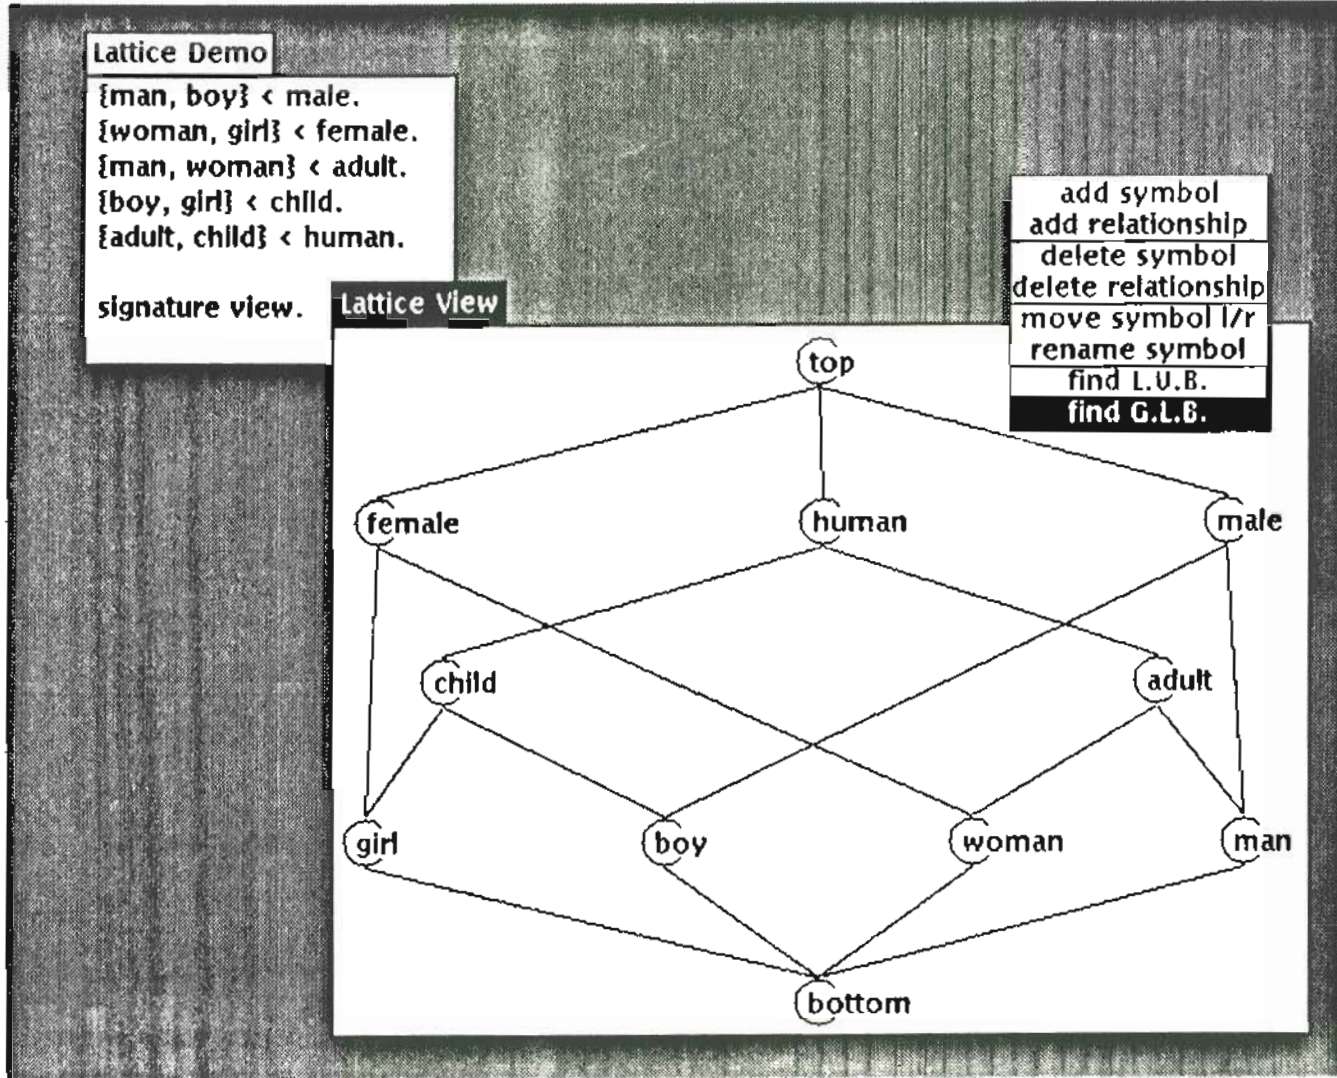 Lattice Demo
{man, boy} < male.
{woman, girl} < female.
{man, woman} < adult.
{boy, girl} < child.
{adult, child} < human.
signature view.
add symbol
add relationship
delete symbol
delete relationship
move symbol l/r
rename symbol
find L.U.B.
find G.L.B.
Lattice View
top
female human male
child adult
girl boy woman man
bottom